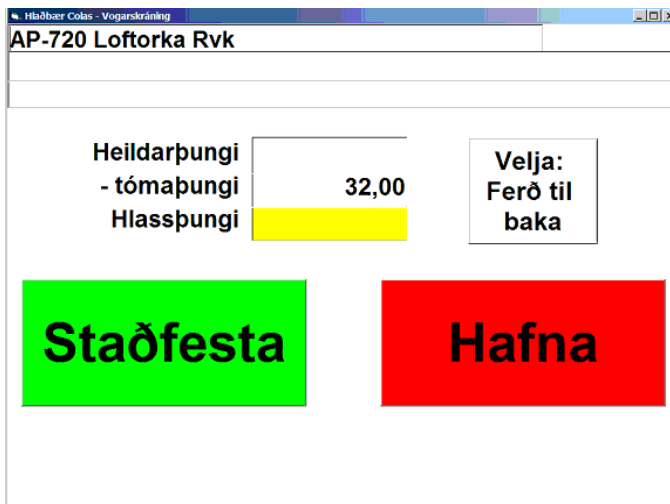 Hlaðbær Colas - Vogarskráning
AP-720 Loftorka Rvk
Heildarþungi
- tómaþungi 32,00
Hlassþungi
Velja:
Ferð til
baka
Staðfesta
Hafna